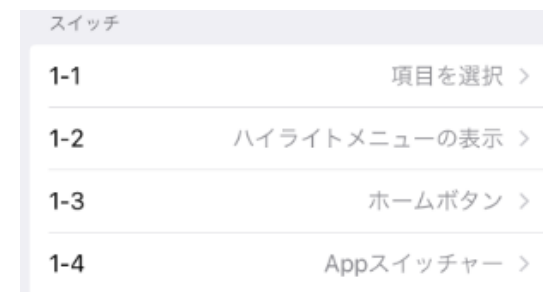 スイッチ
1-1 項目を選択 >
1-2 ハイライトメニューの表示 >
1-3 ホームボタン >
1-4 Appスイッチャー >